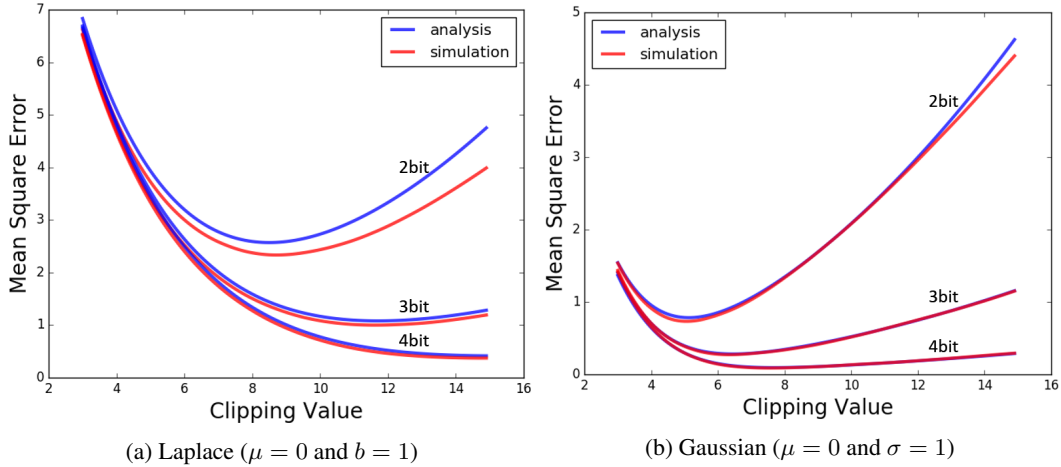 7
6
5
4
3
2
1
0
Mean Square Error
analysis
simulation
2bit
3bit
4bit
2 4 6 8 10 12 14 16
Clipping Value
(a) Laplace (μ = 0 and b = 1)
5
4
3
2
1
0
Mean Square Error
analysis
simulation
2bit
3bit
4bit
2 4 6 8 10 12 14 16
Clipping Value
(b) Gaussian (μ = 0 and σ = 1)